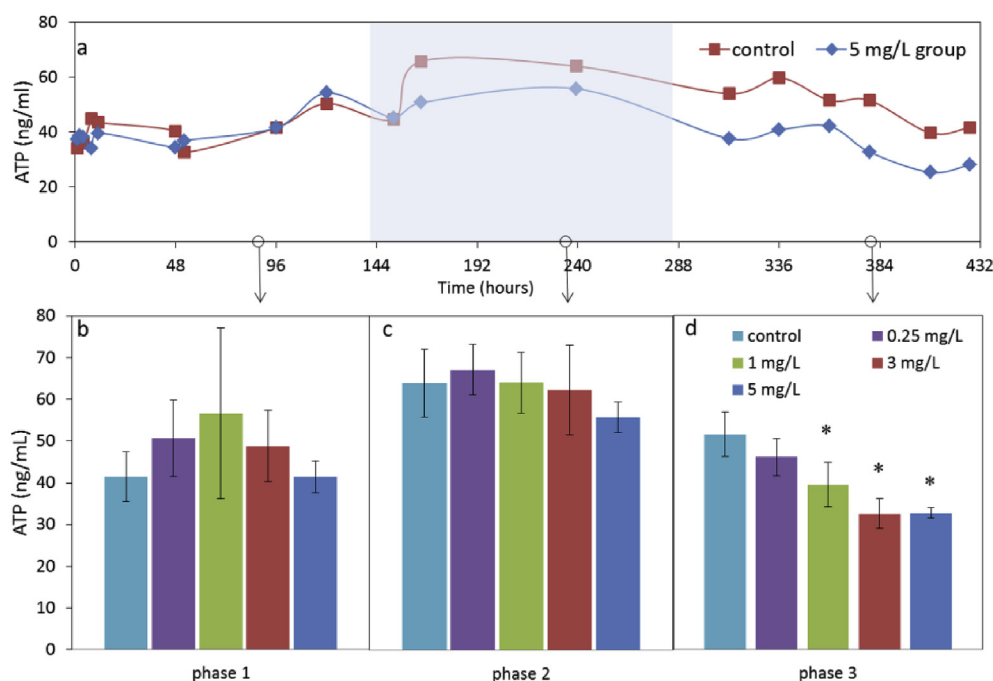 80
a
control
5 mg/L group
60
40
20
0
ATP (ng/ml)
0 48 96 144 192 240 288 336 384 432
Time (hours)
80
70
60
50
40
30
20
10
0
ATP (ng/mL)
b
c
d
control
0.25 mg/L
1 mg/L
3 mg/L
5 mg/L
*
*
*
phase 1
phase 2
phase 3